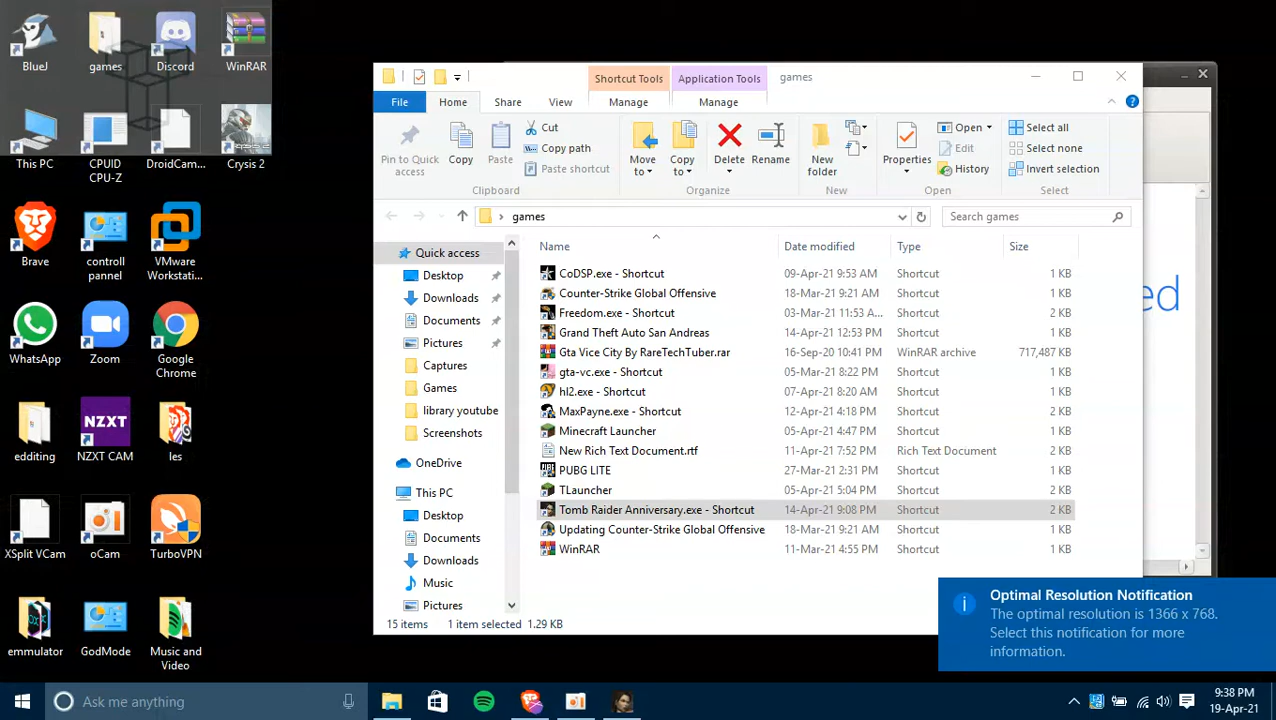 BlueJ
games
Discord
WinRAR
This PC
CPUID
CPU-Z
DroidCam...
Crysis 2
Brave
controll
pannel
VMware
Workstati...
WhatsApp
Zoom
Google
Chrome
NZXT
edditing
NZXT CAM
les
XSplit VCam
oCam
TurboVPN
emmulator
GodMode
Music and
Video
Shortcut Tools Application Tools games
File Home Share View Manage Manage
Pin to Quick
access
Copy
Paste
Cut
Copy path
Paste shortcut
Clipboard
Move
to
Copy
to
Delete
Rename
Organize
New
folder
New
Properties
Open
Edit
History
Open
Select all
Select none
Invert selection
Select
games
Search games
Quick access
Desktop
Downloads
Documents
Pictures
Captures
Games
library youtube
Screenshots
OneDrive
This PC
Desktop
Documents
Downloads
Music
Pictures
Name Date modified Type Size
CoDSP.exe - Shortcut 09-Apr-21 9:53 AM Shortcut 1 KB
Counter-Strike Global Offensive 18-Mar-21 9:21 AM Shortcut 1 KB
Freedom.exe - Shortcut 03-Mar-21 11:53 A... Shortcut 2 KB
Grand Theft Auto San Andreas 14-Apr-21 12:53 PM Shortcut 1 KB
Gta Vice City By RareTechTuber.rar 16-Sep-20 10:41 PM WinRAR archive 717,487 KB
gta-vc.exe - Shortcut 05-Mar-21 8:22 PM Shortcut 1 KB
hl2.exe - Shortcut 07-Apr-21 8:20 AM Shortcut 1 KB
MaxPayne.exe - Shortcut 12-Apr-21 4:18 PM Shortcut 2 KB
Minecraft Launcher 05-Apr-21 4:47 PM Shortcut 1 KB
New Rich Text Document.rtf 11-Apr-21 7:52 PM Rich Text Document 2 KB
PUBG LITE 27-Mar-21 2:31 PM Shortcut 1 KB
TLauncher 05-Apr-21 5:04 PM Shortcut 2 KB
Tomb Raider Anniversary.exe - Shortcut 14-Apr-21 9:08 PM Shortcut 2 KB
Updating Counter-Strike Global Offensive 18-Mar-21 9:21 AM Shortcut 1 KB
WinRAR 11-Mar-21 4:55 PM Shortcut 1 KB
15 items 1 item selected 1.29 KB
ed
Optimal Resolution Notification
The optimal resolution is 1366 x 768.
Select this notification for more
information.
Ask me anything
9:38 PM
19-Apr-21